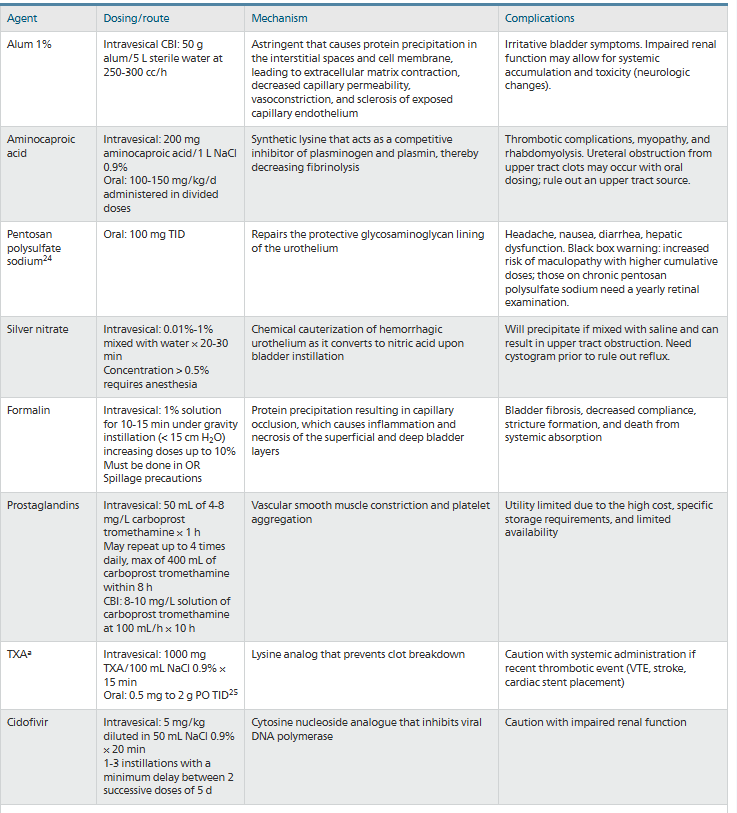 Agent
Dosing/route
Mechanism
Complications
Alum 1%
Intravesical CBI: 50 g
alum/5 L sterile water at
250-300 cc/h
Astringent that causes protein precipitation in
the interstitial spaces and cell membrane,
leading to extracellular matrix contraction,
decreased capillary permeability,
vasoconstriction, and sclerosis of exposed
capillary endothelium
Irritative bladder symptoms. Impaired renal
function may allow for systemic
accumulation and toxicity (neurologic
changes).
Aminocaproic
acid
Intravesical: 200 mg
aminocaproic acid/1 L NaCl
0.9%
Oral: 100-150 mg/kg/d
administered in divided
doses
Synthetic lysine that acts as a competitive
inhibitor of plasminogen and plasmin, thereby
decreasing fibrinolysis
Thrombotic complications, myopathy, and
rhabdomyolysis. Ureteral obstruction from
upper tract clots may occur with oral
dosing; rule out an upper tract source.
Pentosan
polysulfate
sodium24
Oral: 100 mg TID
Repairs the protective glycosaminoglycan lining
of the urothelium
Headache, nausea, diarrhea, hepatic
dysfunction. Black box warning: increased
risk of maculopathy with higher cumulative
doses; those on chronic pentosan
polysulfate sodium need a yearly retinal
examination.
Silver nitrate
Intravesical: 0.01%-1%
mixed with water × 20-30
min
Concentration > 0.5%
requires anesthesia
Chemical cauterization of hemorrhagic
urothelium as it converts to nitric acid upon
bladder instillation
Will precipitate if mixed with saline and can
result in upper tract obstruction. Need
cystogram prior to rule out reflux.
Formalin
Intravesical: 1% solution
for 10-15 min under gravity
instillation (< 15 cm H₂O)
increasing doses up to 10%
Must be done in OR
Spillage precautions
Protein precipitation resulting in capillary
occlusion, which causes inflammation and
necrosis of the superficial and deep bladder
layers
Bladder fibrosis, decreased compliance,
stricture formation, and death from
systemic absorption
Prostaglandins
Intravesical: 50 mL of 4-8
mg/L carboprost
tromethamine × 1 h
May repeat up to 4 times
daily, max of 400 mL of
carboprost tromethamine
within 8 h
CBI: 8-10 mg/L solution of
carboprost tromethamine
at 100 mL/h × 10 h
Vascular smooth muscle constriction and platelet
aggregation
Utility limited due to the high cost, specific
storage requirements, and limited
availability
TXAa
Intravesical: 1000 mg
TXA/100 mL NaCl 0.9% ×
15 min
Oral: 0.5 mg to 2 g PO TID25
Lysine analog that prevents clot breakdown
Caution with systemic administration if
recent thrombotic event (VTE, stroke,
cardiac stent placement)
Cidofivir
Intravesical: 5 mg/kg
diluted in 50 mL NaCl 0.9%
× 20 min
1-3 instillations with a
minimum delay between 2
successive doses of 5 d
Cytosine nucleoside analogue that inhibits viral
DNA polymerase
Caution with impaired renal function